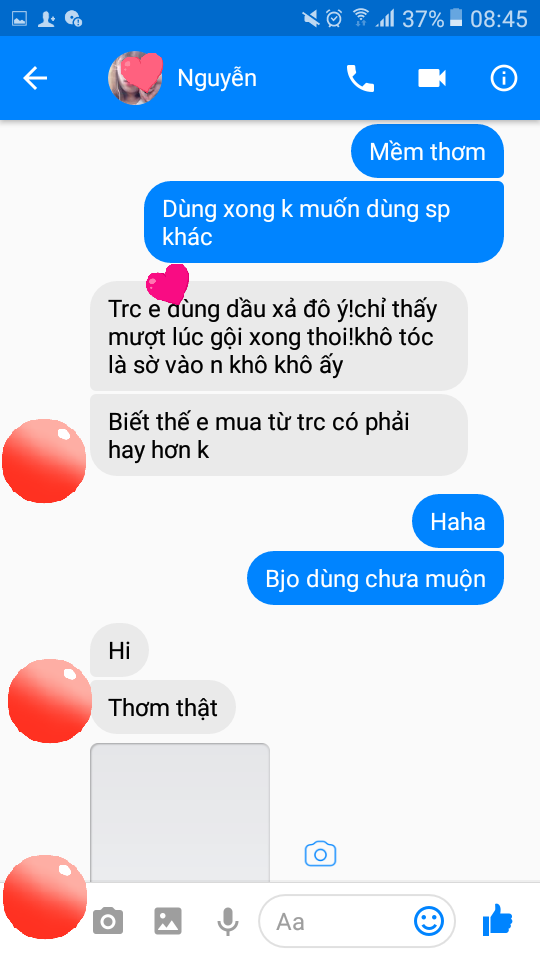 37% 08:45
Nguyễn
Mềm thơm
Dùng xong k muốn dùng sp
khác
Trc e dùng dầu xả đô ý!chỉ thấy
mượt lúc gội xong thoi!khô tóc
là sờ vào n khô khô ấy
Biết thế e mua từ trc có phải
hay hơn k
Haha
Bjo dùng chưa muộn
Hi
Thơm thật
Aa